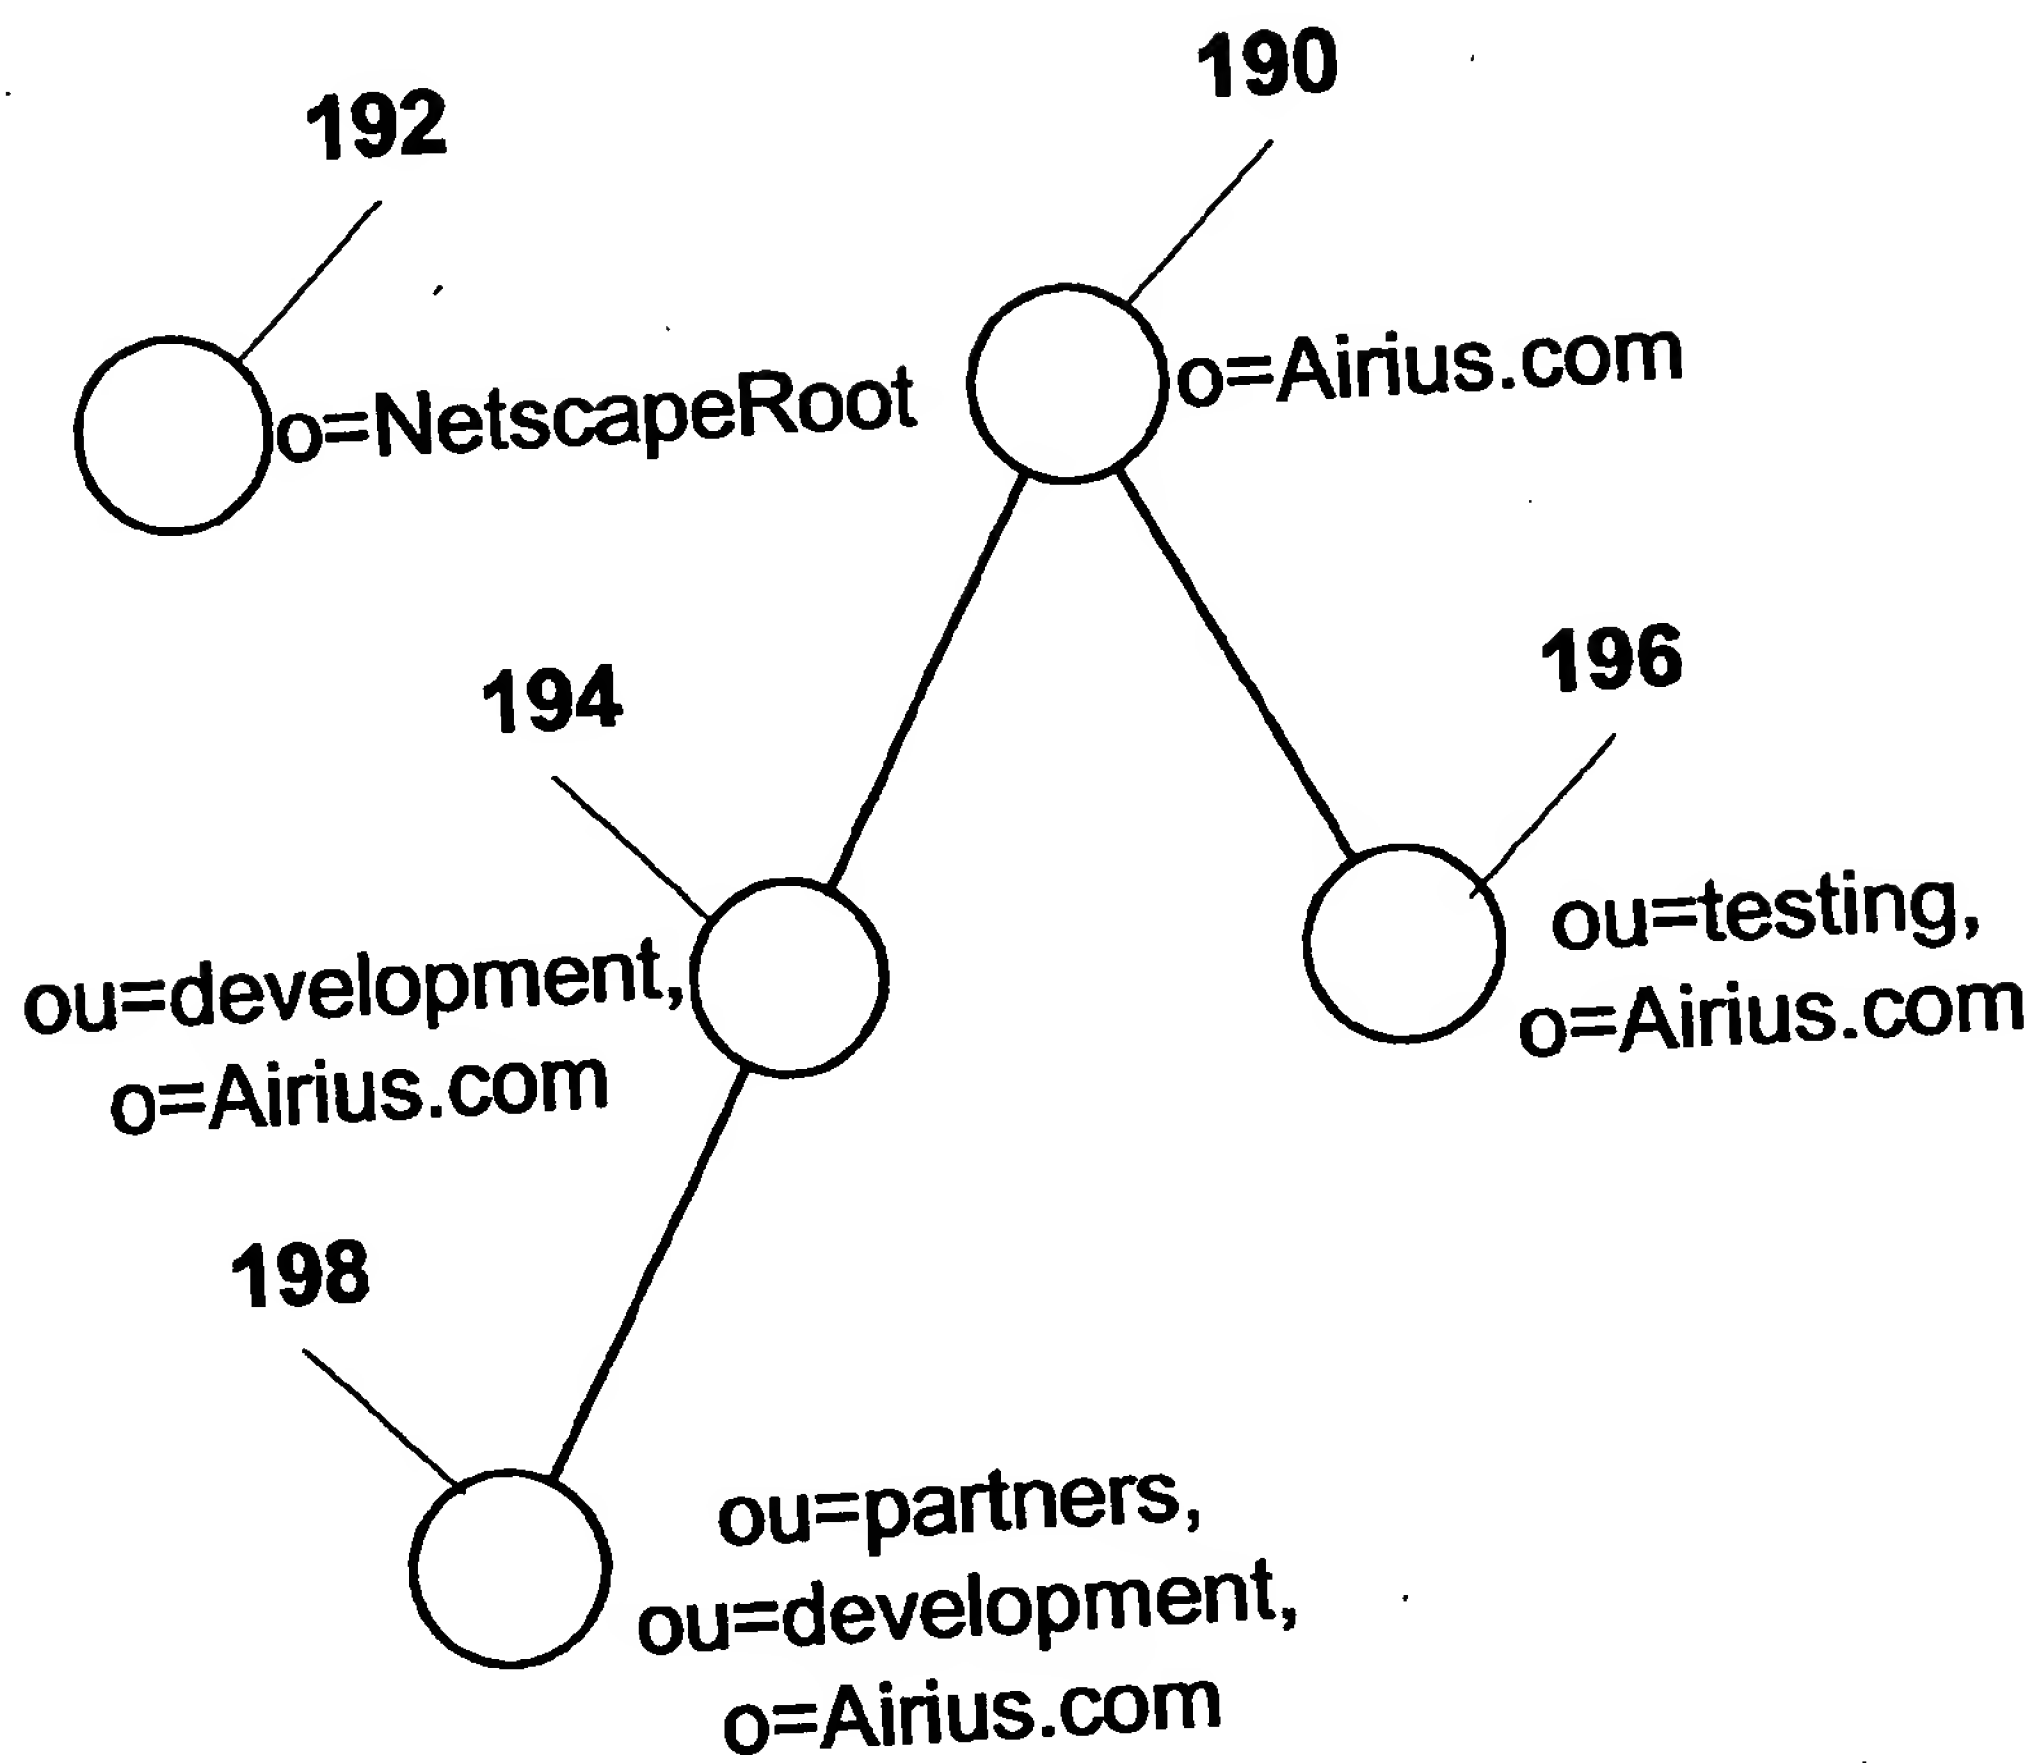 190
192
o=Airius.com
o=NetscapeRoot
196
194
ou=testing,
o=Airius.com
ou=development,
o=Airius.com
198
ou=partners,
ou=development,
o=Airius.com